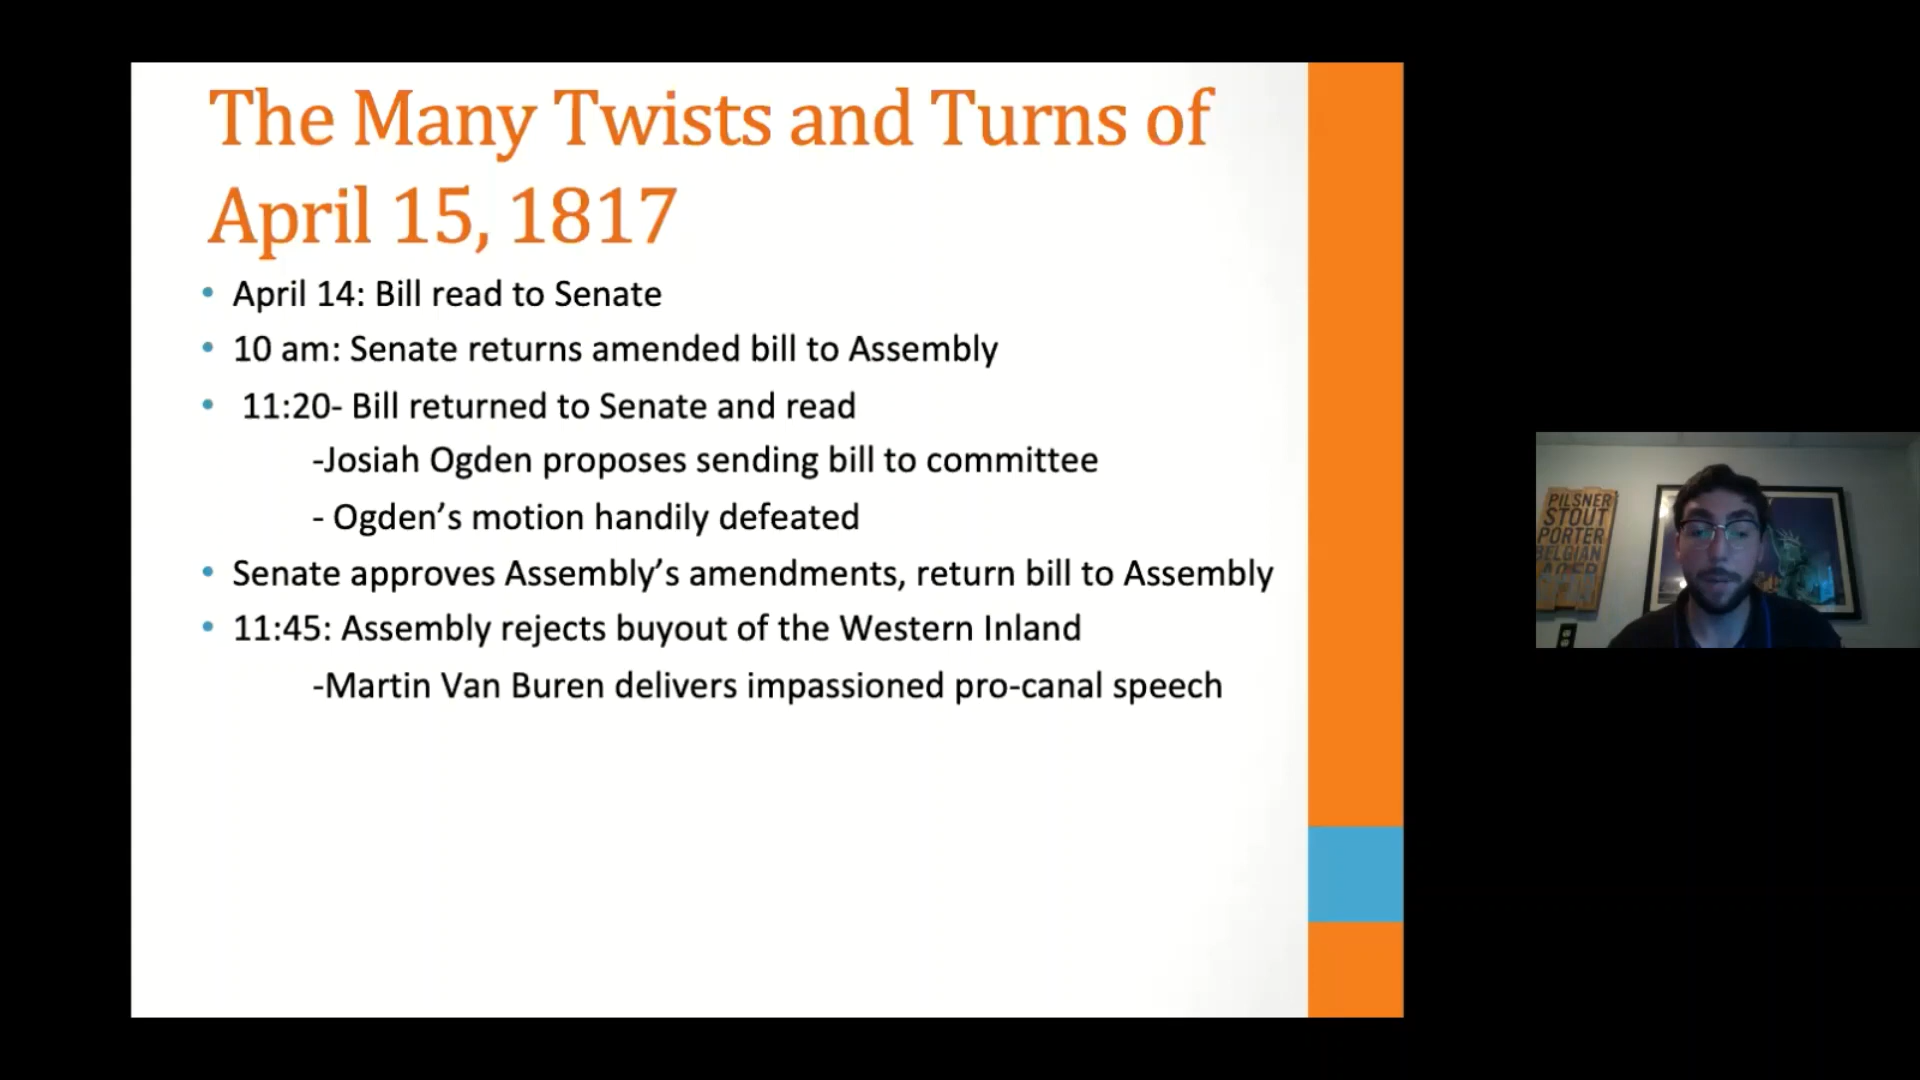 The Many Twists and Turns of
April 15, 1817
• April 14: Bill read to Senate
• 10 am: Senate returns amended bill to Assembly
• 11:20- Bill returned to Senate and read
-Josiah Ogden proposes sending bill to committee
- Ogden’s motion handily defeated
• Senate approves Assembly’s amendments, return bill to Assembly
• 11:45: Assembly rejects buyout of the Western Inland
-Martin Van Buren delivers impassioned pro-canal speech
PILSNER
STOUT
PORTER
BELGIAN